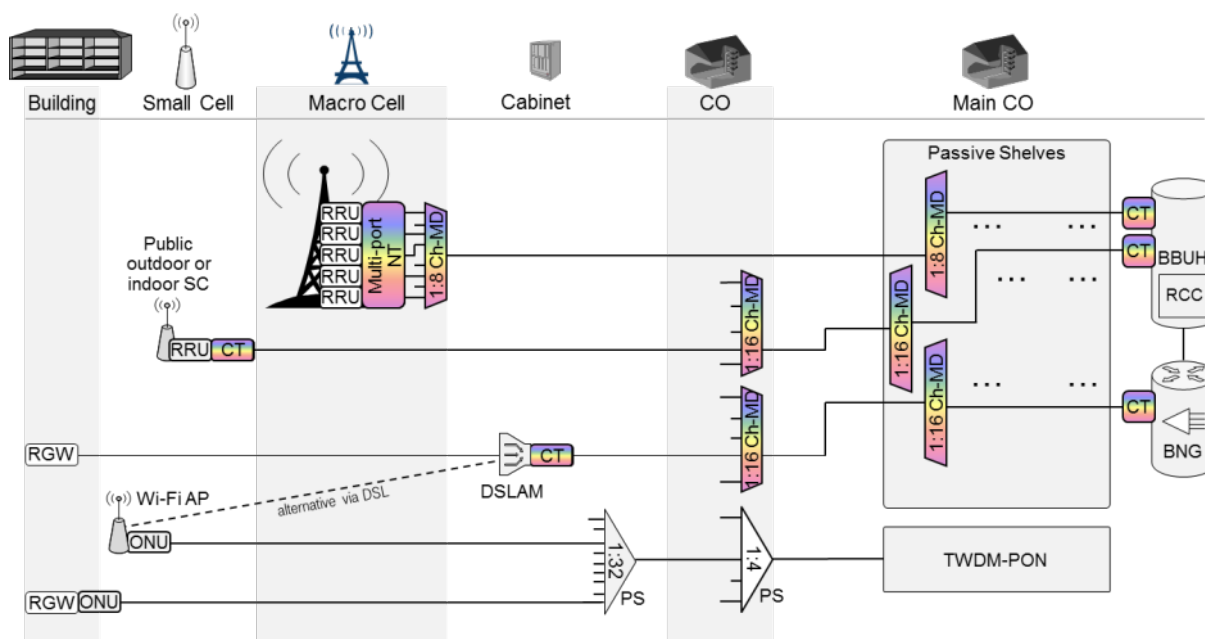 Building
Small Cell
Macro Cell
Cabinet
CO
Main CO
Passive Shelves
RRU
RRU
RRU
RRU
RRU
Multi-port
NT
1:8 Ch-MD
1:8 Ch-MD
CT
CT
BBUH
RCC
Public
outdoor or
indoor SC
RRU
CT
1:16 Ch-MD
1:16 Ch-MD
1:16 Ch-MD
1:16 Ch-MD
... ...
... ...
... ...
CT
BNG
RGW
CT
DSLAM
Wi-Fi AP
alternative via DSL
ONU
1:32
PS
1:4
PS
TWDM-PON
RGW
ONU